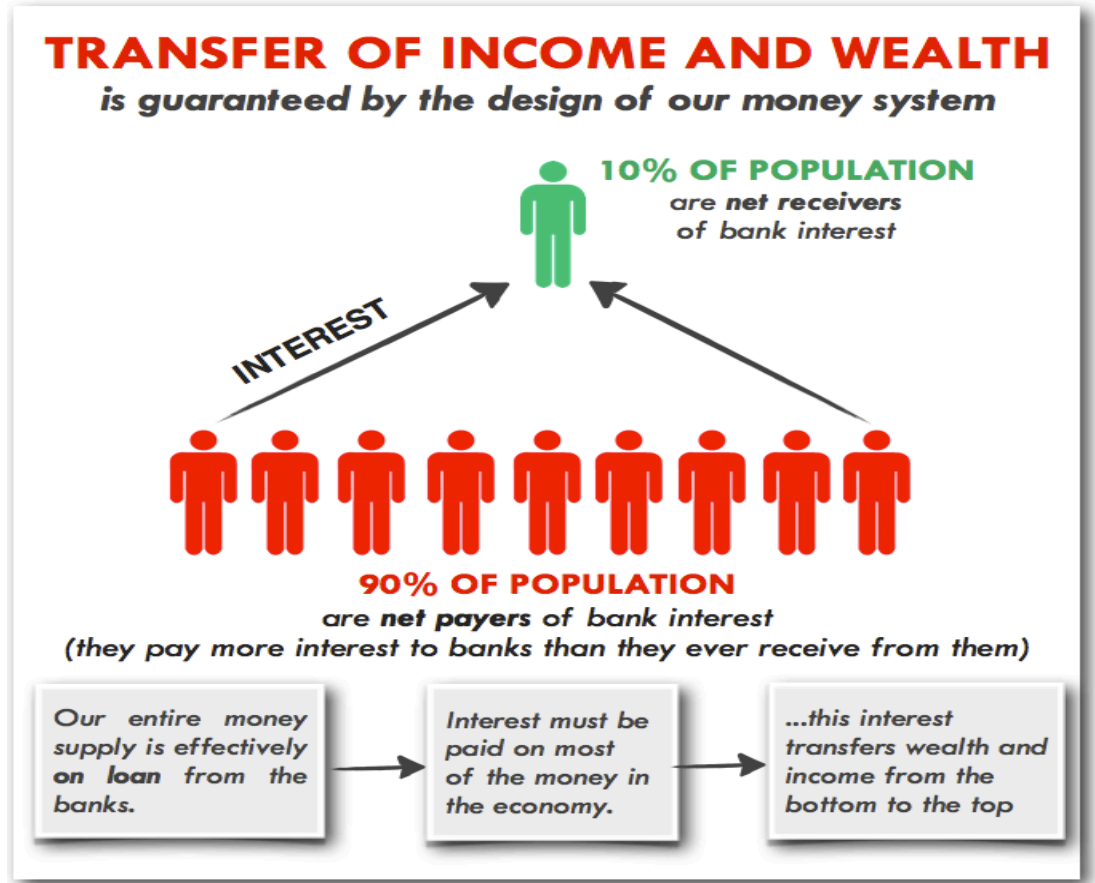 TRANSFER OF INCOME AND WEALTH
is guaranteed by the design of our money system
10% OF POPULATION
are net receivers
of bank interest
INTEREST
90% OF POPULATION
are net payers of bank interest
(they pay more interest to banks than they ever receive from them)
Our entire money
supply is effectively
on loan from the
banks.
Interest must be
paid on most
of the money in
the economy.
...this interest
transfers wealth and
income from the
bottom to the top